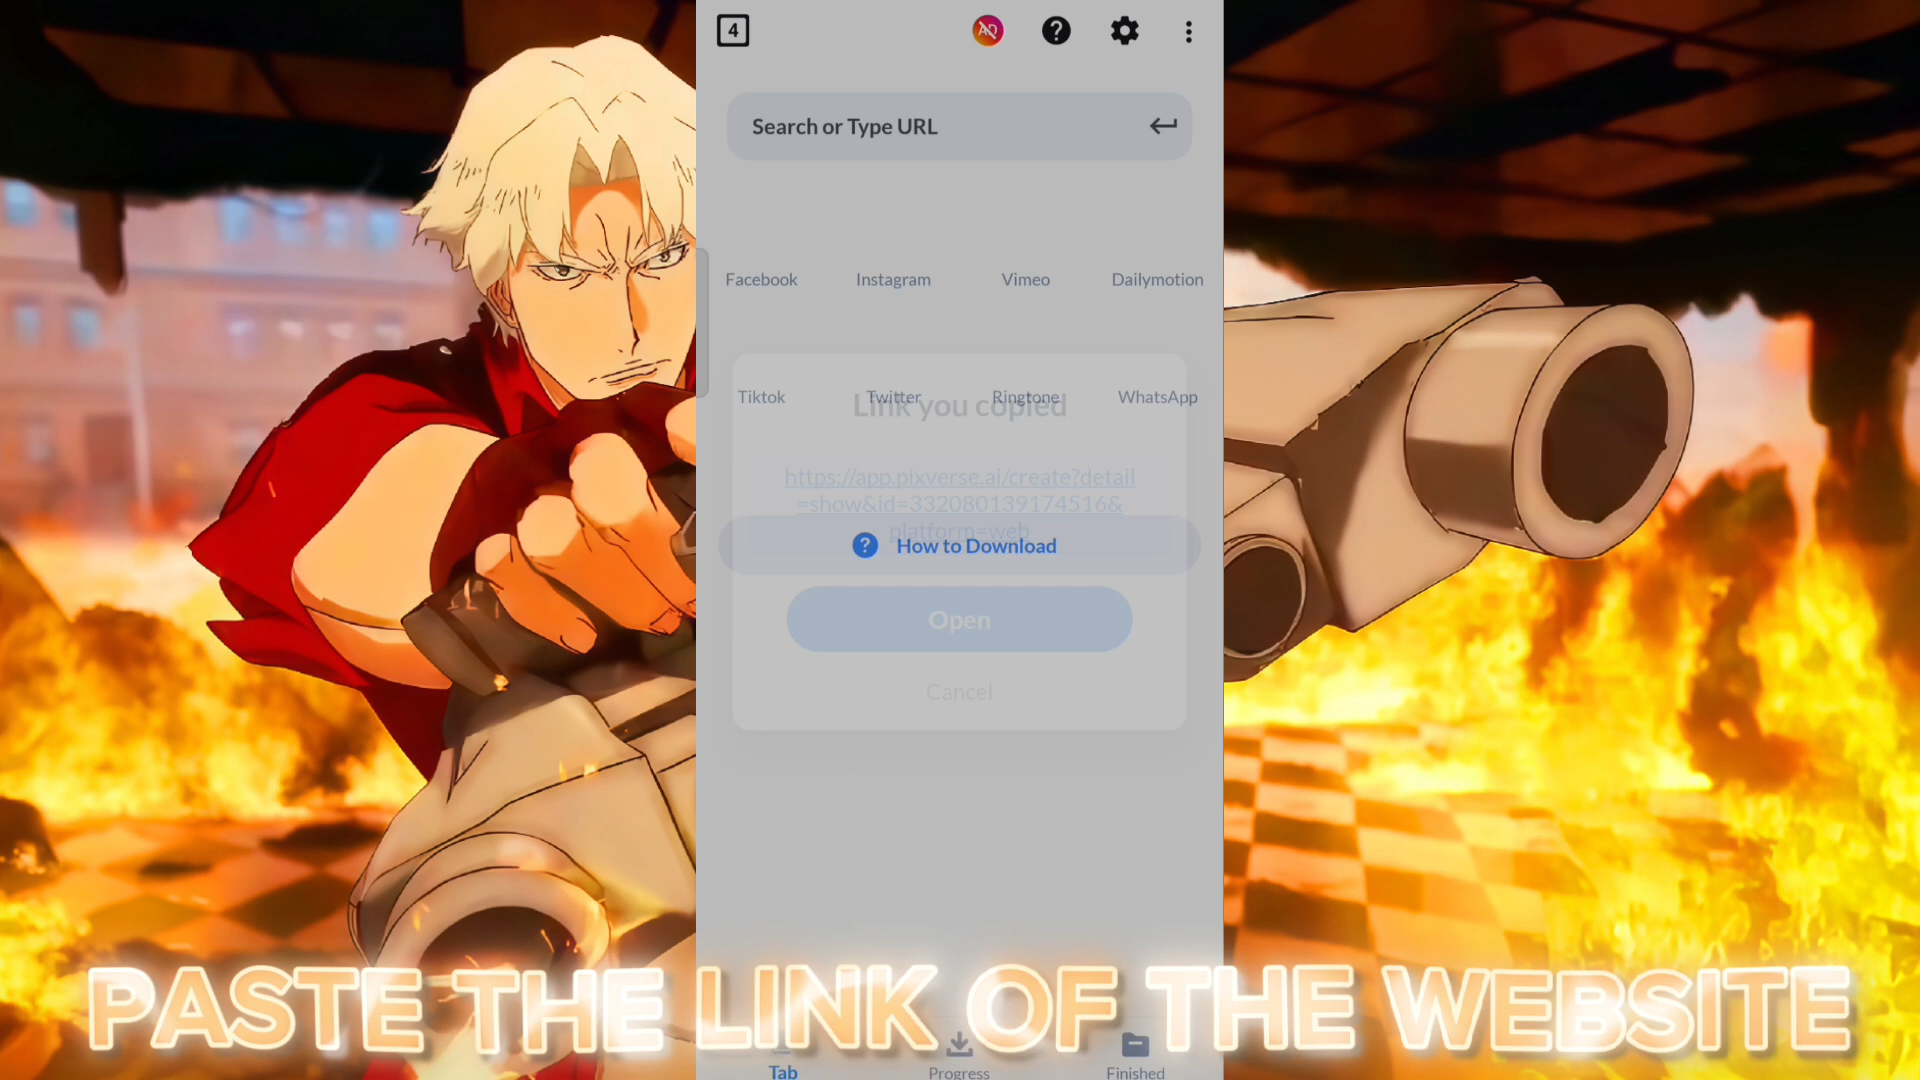 4
AD
?
Search or Type URL
Facebook
Instagram
Vimeo
Dailymotion
Tiktok
Twitter
Ringtone
WhatsApp
Link you copied
https://app.pixverse.ai/create?detail
=show&id=332080139174516&
platform=web
? How to Download
Open
Cancel
PASTE THE LINK OF THE WEBSITE
Tab
Progress
Finished